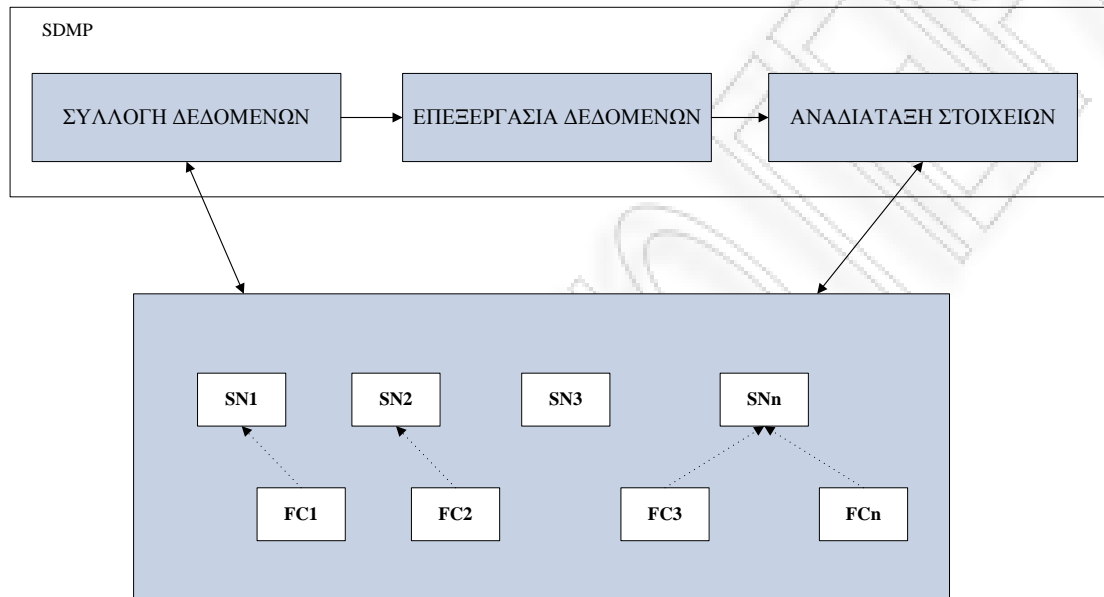 SDMP
ΣΥΛΛΟΓΗ ΔΕΔΟΜΕΝΩΝ
ΕΠΕΞΕΡΓΑΣΙΑ ΔΕΔΟΜΕΝΩΝ
ΑΝΑΔΙΑΤΑΞΗ ΣΤΟΙΧΕΙΩΝ
SN1
SN2
SN3
SNn
FC1
FC2
FC3
FCn